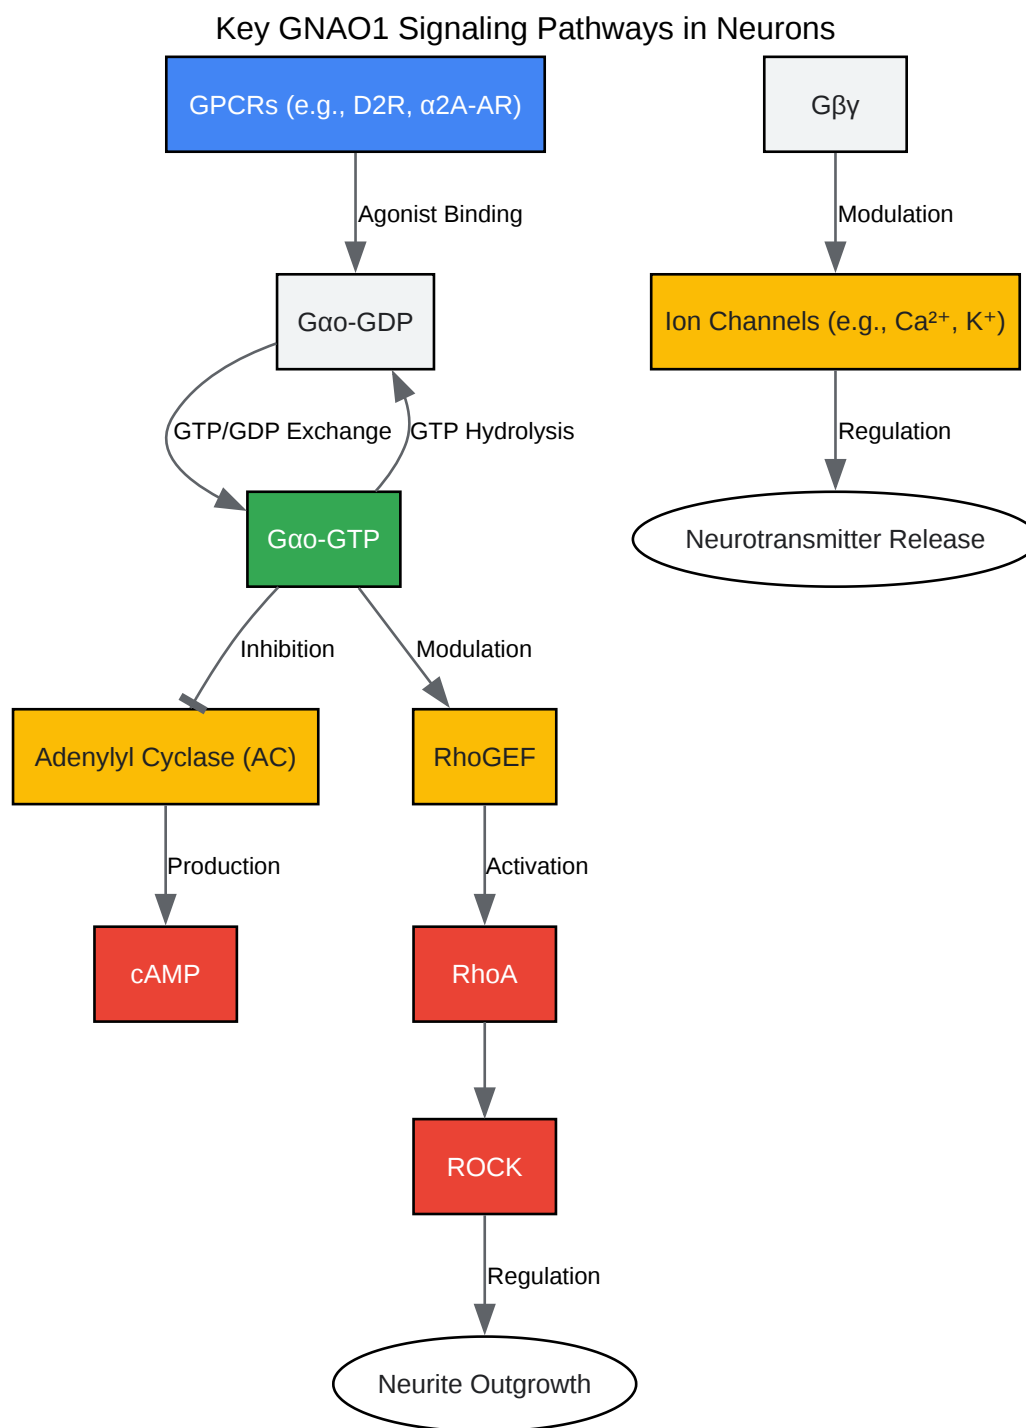 Key GNAO1 Signaling Pathways in Neurons
GPCRs (e.g., D2R, α2A-AR)
Gβγ
Agonist Binding
Modulation
Gαo-GDP
Ion Channels (e.g., Ca²⁺, K⁺)
GTP/GDP Exchange
GTP Hydrolysis
Regulation
Gαo-GTP
Neurotransmitter Release
Inhibition
Modulation
Adenylyl Cyclase (AC)
RhoGEF
Production
Activation
cAMP
RhoA
ROCK
Regulation
Neurite Outgrowth